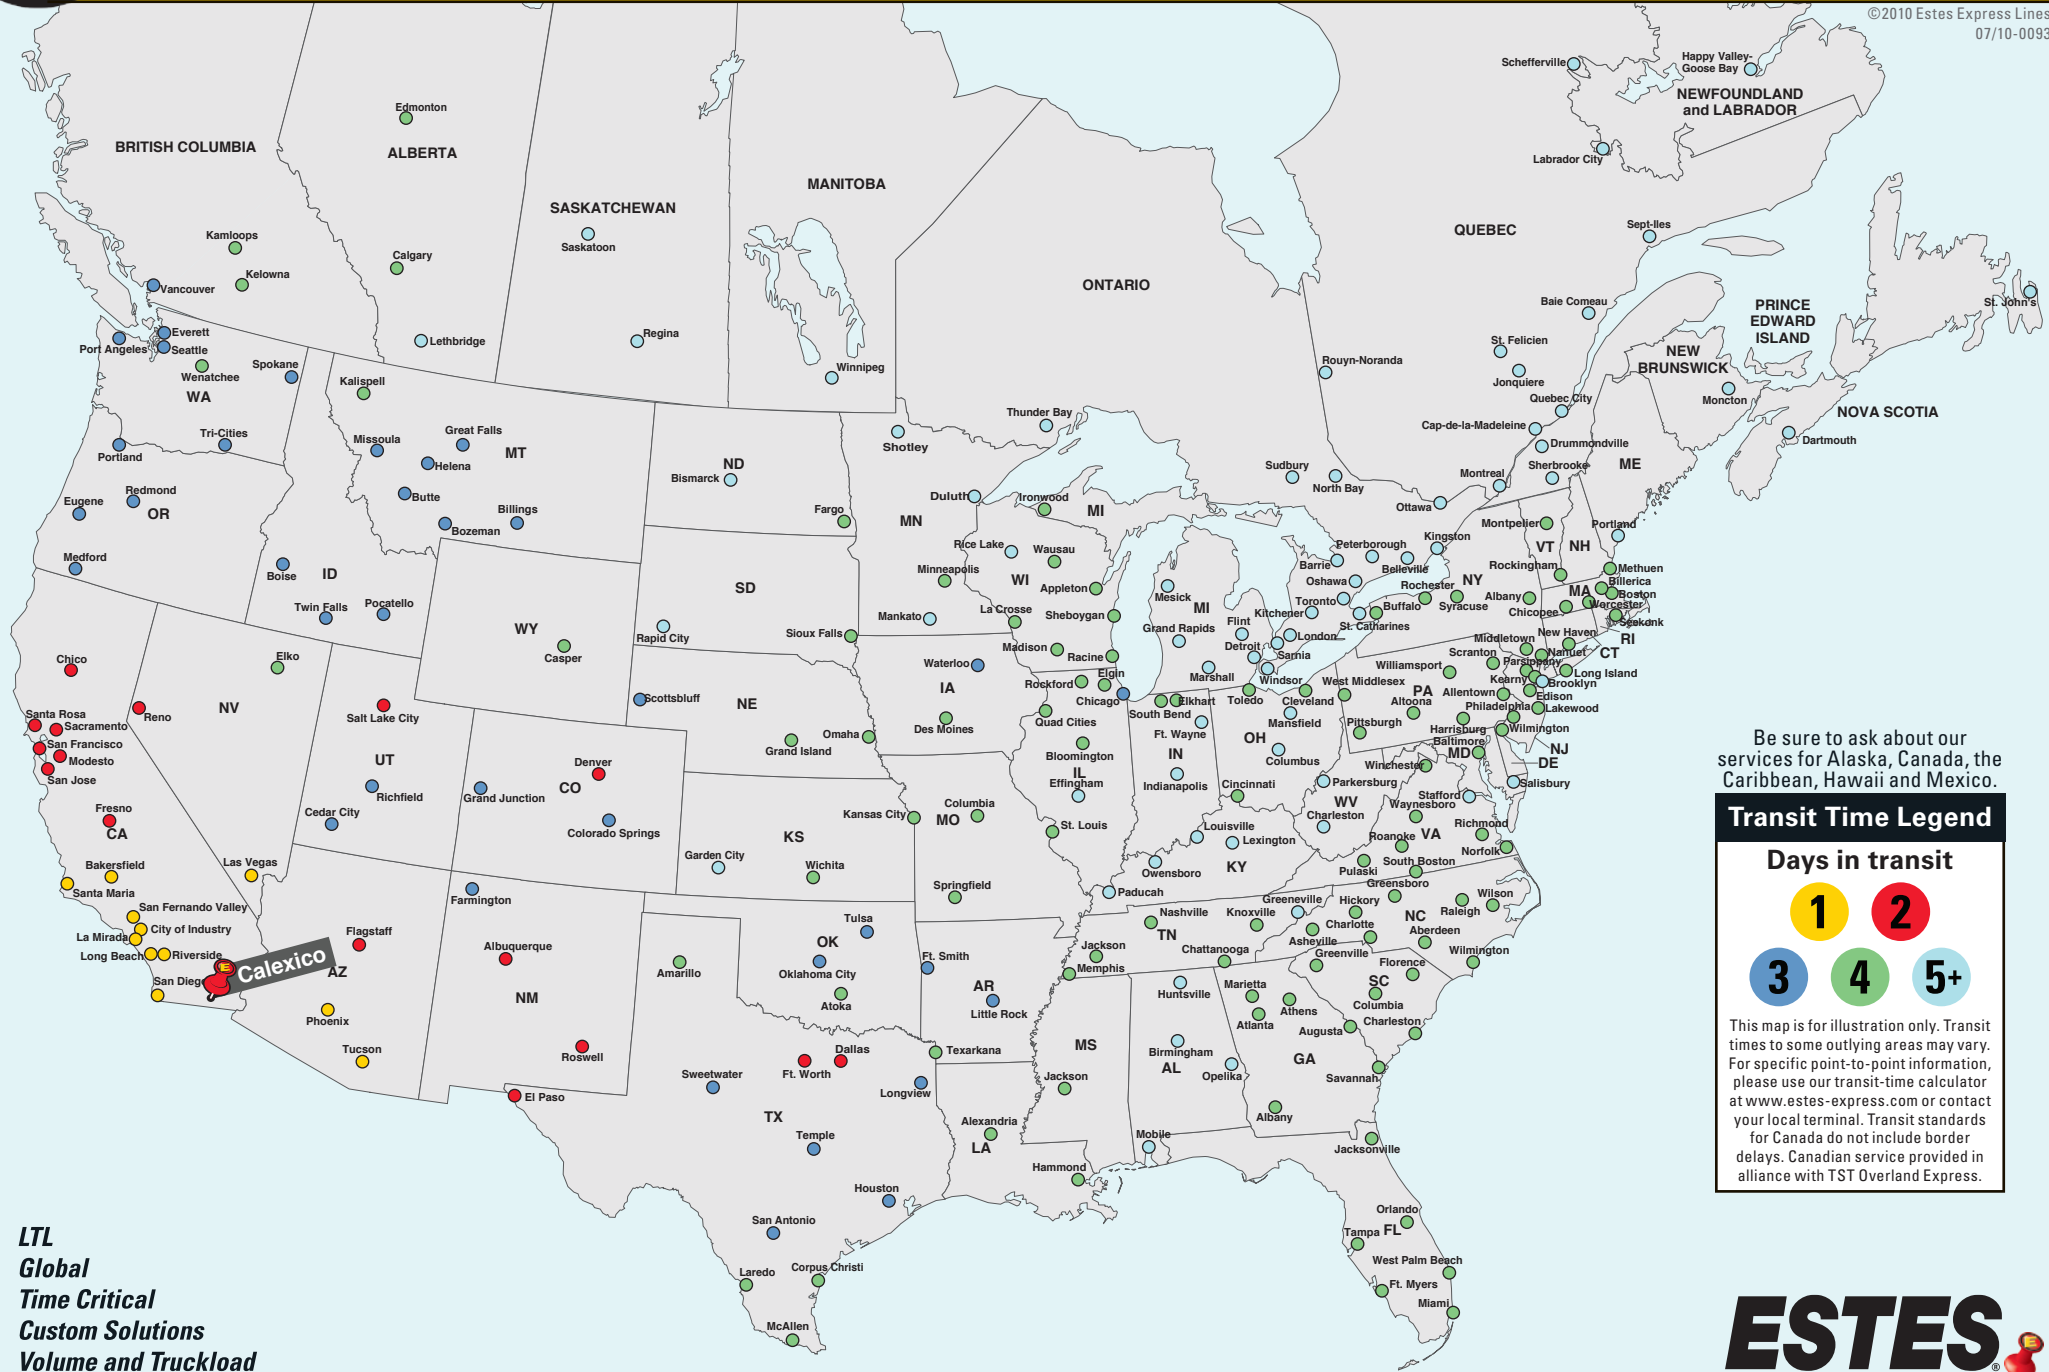 ©2010 Estes Express Lines
07/10-0093
Schefferville
Happy Valley-
Goose Bay
NEWFOUNDLAND
and LABRADOR
Labrador City
Edmonton
BRITISH COLUMBIA
ALBERTA
MANITOBA
SASKATCHEWAN
Saskatoon
Kamloops
Kelowna
Calgary
Vancouver
QUEBEC
Sept-Iles
ONTARIO
Baie Comeau
PRINCE
EDWARD
ISLAND
St. John's
Everett
Port Angeles
Seattle
Wenatchee
Spokane
WA
Lethbridge
Regina
Winnipeg
Kalispell
Rouyn-Noranda
St. Felicien
Jonquiere
NEW
BRUNSWICK
Moncton
Quebec City
NOVA SCOTIA
Dartmouth
Thunder Bay
Cap-de-la-Madeleine
Drummondville
Sherbrooke
ME
Montreal
Ottawa
Sudbury
North Bay
Shotley
Tri-Cities
Portland
Missoula
Great Falls
MT
Helena
Butte
Bozeman
Billings
ND
Bismarck
Fargo
Duluth
Ironwood
MI
MN
Eugene
Redmond
OR
Medford
Boise
ID
Twin Falls
Pocatello
Rice Lake
Wausau
Minneapolis
WI
Appleton
Mankato
La Crosse
Sheboygan
Madison
Racine
Mesick
MI
Grand Rapids
Flint
Detroit
Marshall
Peterborough
Kingston
Barrie
Belleville
Oshawa
Toronto
Kitchener
London
St. Catharines
Sarnia
Windsor
Montpelier
VT
NH
Portland
Rockingham
Methuen
Billerica
MA
Boston
Worcester
Chicopee
Seekonk
RI
CT
Rochester
NY
Syracuse
Buffalo
Albany
Middletown
New Haven
Nanuet
Scranton
Parsippany
Long Island
Kearny
Brooklyn
Edison
Lakewood
Williamsport
West Middlesex
PA
Altoona
Allentown
Philadelphia
Pittsburgh
Harrisburg
Wilmington
NJ
DE
Baltimore
MD
Winchester
Salisbury
SD
Rapid City
Sioux Falls
WY
Casper
Chico
Elko
NV
Reno
Santa Rosa
Sacramento
San Francisco
Modesto
San Jose
Fresno
CA
Bakersfield
Santa Maria
Las Vegas
San Fernando Valley
City of Industry
La Mirada
Long Beach
Riverside
San Diego
Calexico
Salt Lake City
UT
Richfield
Cedar City
Denver
CO
Grand Junction
Colorado Springs
Scottsbluff
NE
Grand Island
Omaha
Waterloo
IA
Des Moines
Rockford
Elgin
Chicago
Quad Cities
Bloomington
IL
Effingham
South Bend
Elkhart
Ft. Wayne
IN
Indianapolis
Toledo
Cleveland
Mansfield
OH
Columbus
Cincinnati
Parkersburg
WV
Charleston
Stafford
Waynesboro
Richmond
Roanoke
VA
Norfolk
South Boston
Pulaski
KS
Garden City
Wichita
Kansas City
MO
Columbia
St. Louis
Springfield
Louisville
Lexington
Owensboro
KY
Paducah
Flagstaff
AZ
Phoenix
Tucson
Farmington
Albuquerque
NM
Roswell
El Paso
Amarillo
Tulsa
OK
Oklahoma City
Atoka
Ft. Smith
AR
Little Rock
Nashville
TN
Knoxville
Greeneville
Jackson
Memphis
Chattanooga
Greensboro
Hickory
Wilson
Raleigh
NC
Charlotte
Asheville
Aberdeen
Wilmington
Greenville
Florence
SC
Columbia
Charleston
Huntsville
Birmingham
AL
Opelika
Mobile
Marietta
Athens
Atlanta
Augusta
GA
Savannah
Albany
MS
Jackson
Texarkana
Dallas
Ft. Worth
Sweetwater
Longview
TX
Temple
Houston
San Antonio
Laredo
Corpus Christi
McAllen
Alexandria
LA
Hammond
Jacksonville
Orlando
Tampa
FL
West Palm Beach
Ft. Myers
Miami
Be sure to ask about our
services for Alaska, Canada, the
Caribbean, Hawaii and Mexico.
Transit Time Legend
Days in transit
1 2
3 4 5+
This map is for illustration only. Transit
times to some outlying areas may vary.
For specific point-to-point information,
please use our transit-time calculator
at www.estes-express.com or contact
your local terminal. Transit standards
for Canada do not include border
delays. Canadian service provided in
alliance with TST Overland Express.
LTL
Global
Time Critical
Custom Solutions
Volume and Truckload
ESTES®